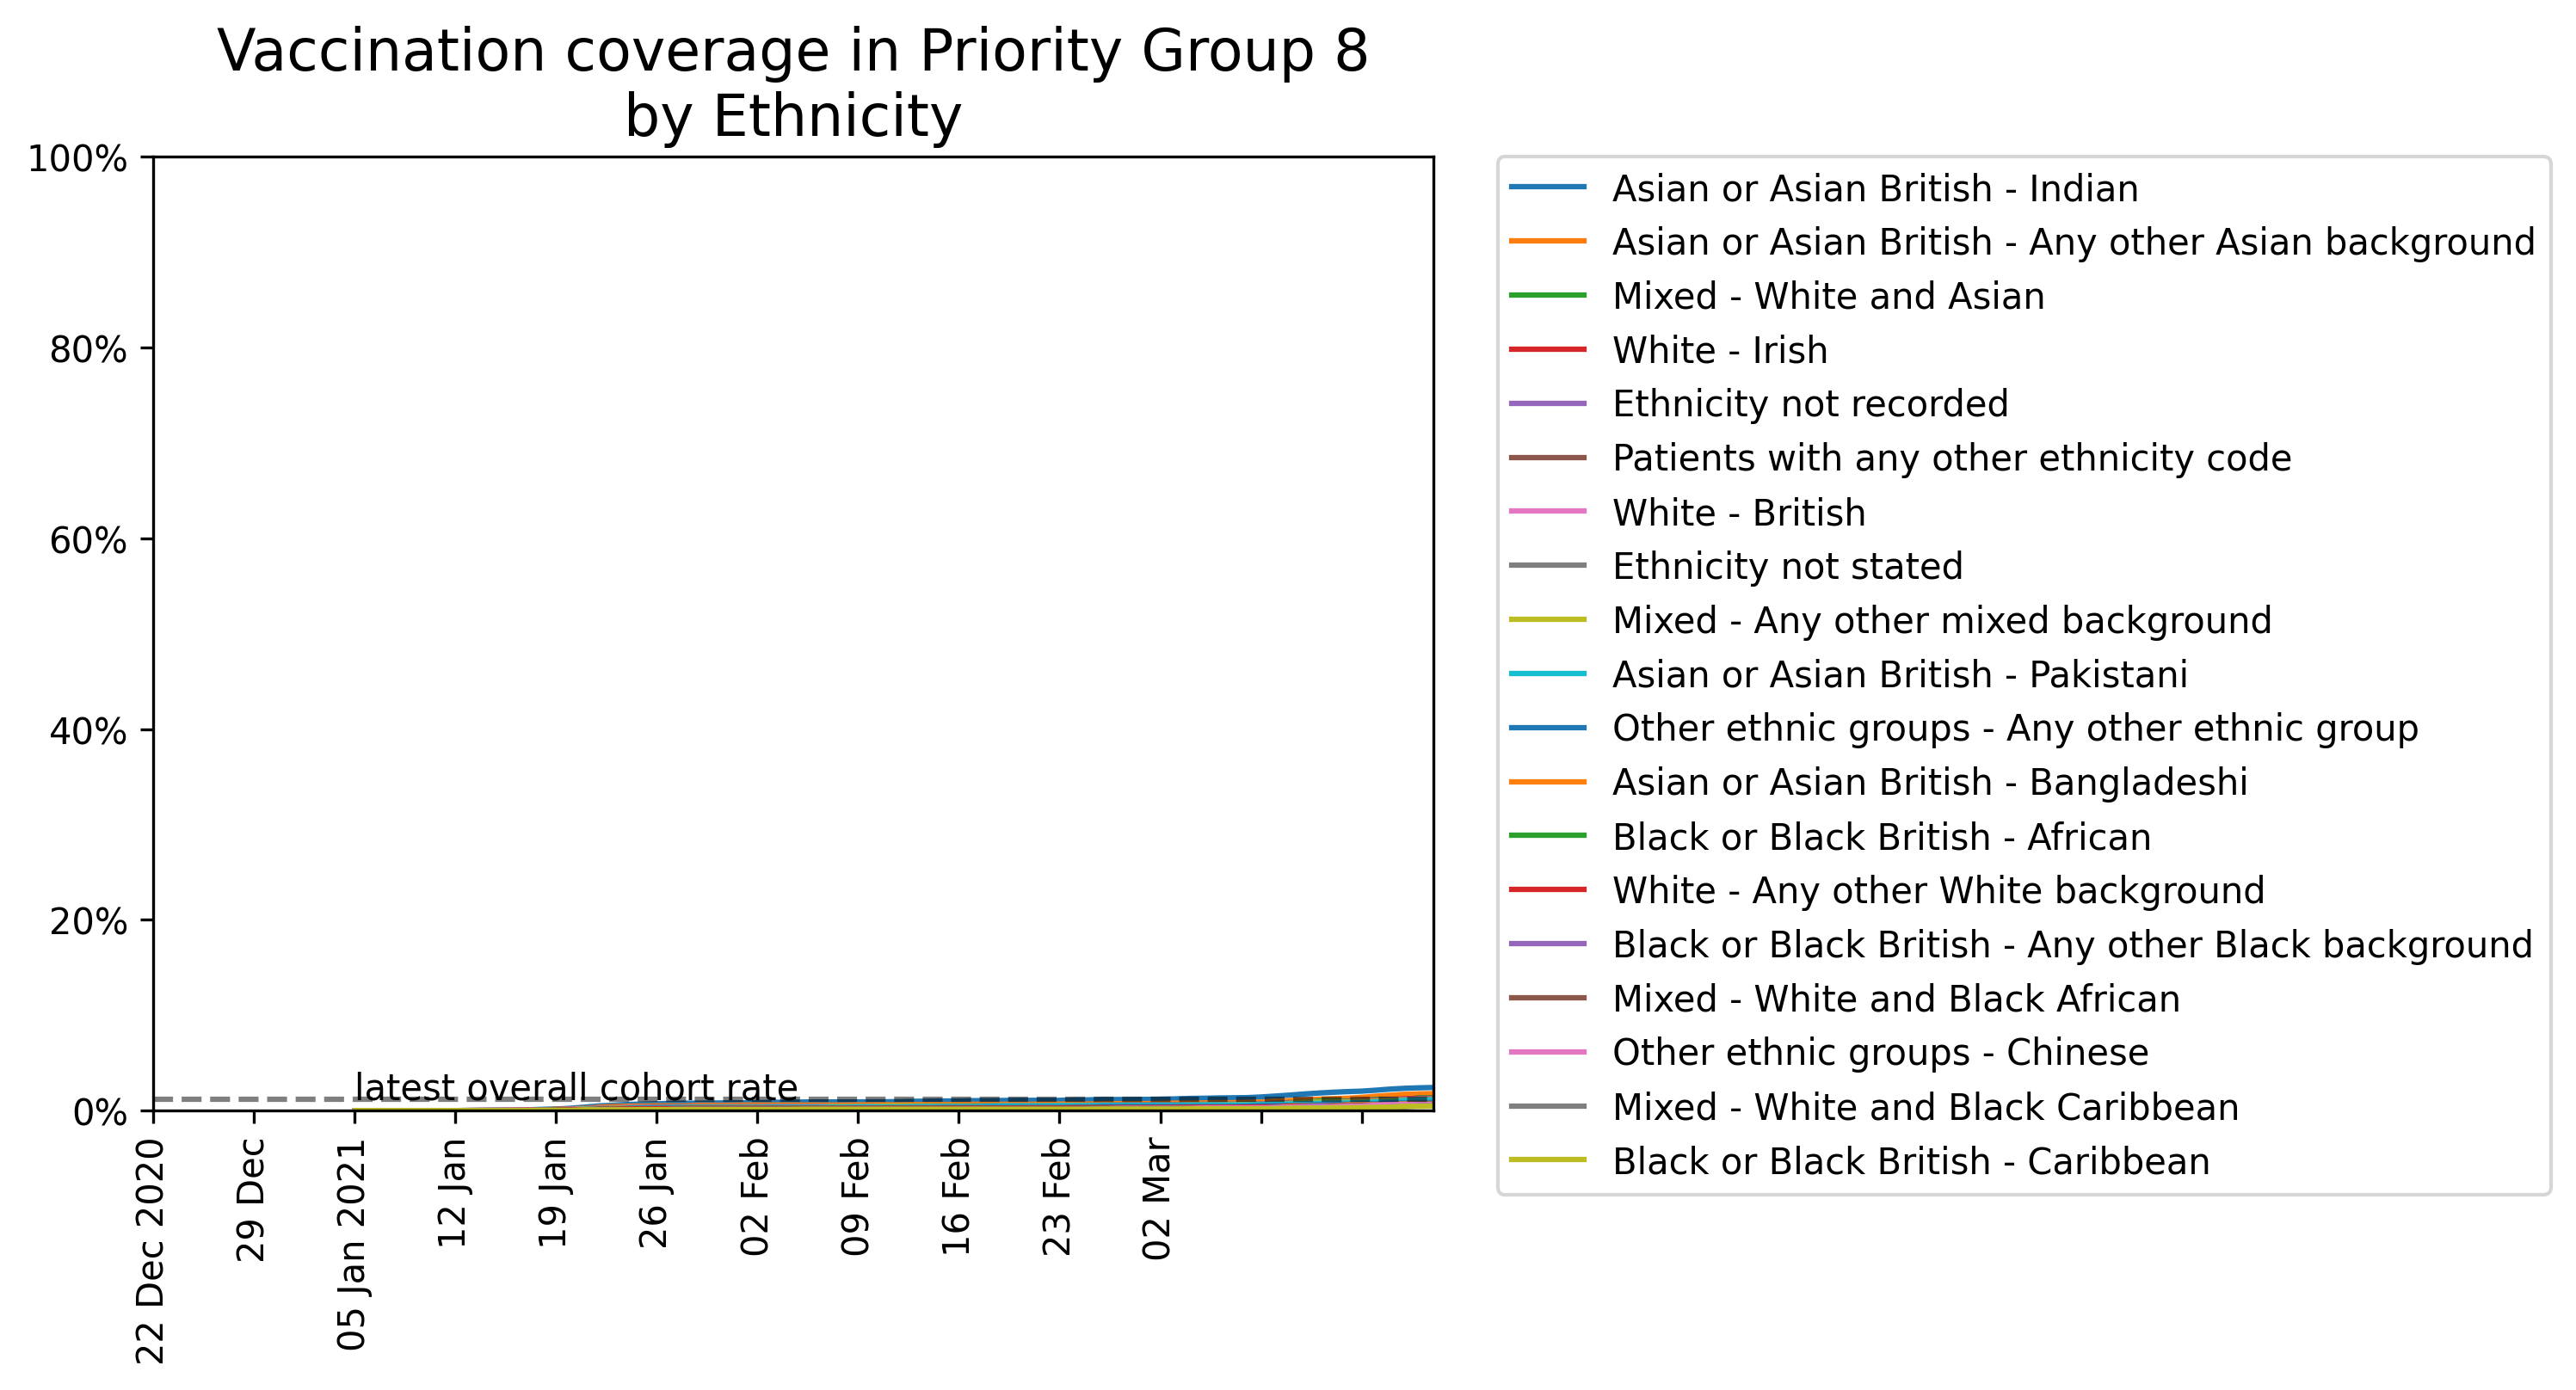 Vaccination coverage in Priority Group 8
by Ethnicity
100%
80%
60%
40%
20%
0%
latest overall cohort rate
22 Dec 2020
29 Dec
05 Jan 2021
12 Jan
19 Jan
26 Jan
02 Feb
09 Feb
16 Feb
23 Feb
02 Mar
Asian or Asian British - Indian
Asian or Asian British - Any other Asian background
Mixed - White and Asian
White - Irish
Ethnicity not recorded
Patients with any other ethnicity code
White - British
Ethnicity not stated
Mixed - Any other mixed background
Asian or Asian British - Pakistani
Other ethnic groups - Any other ethnic group
Asian or Asian British - Bangladeshi
Black or Black British - African
White - Any other White background
Black or Black British - Any other Black background
Mixed - White and Black African
Other ethnic groups - Chinese
Mixed - White and Black Caribbean
Black or Black British - Caribbean